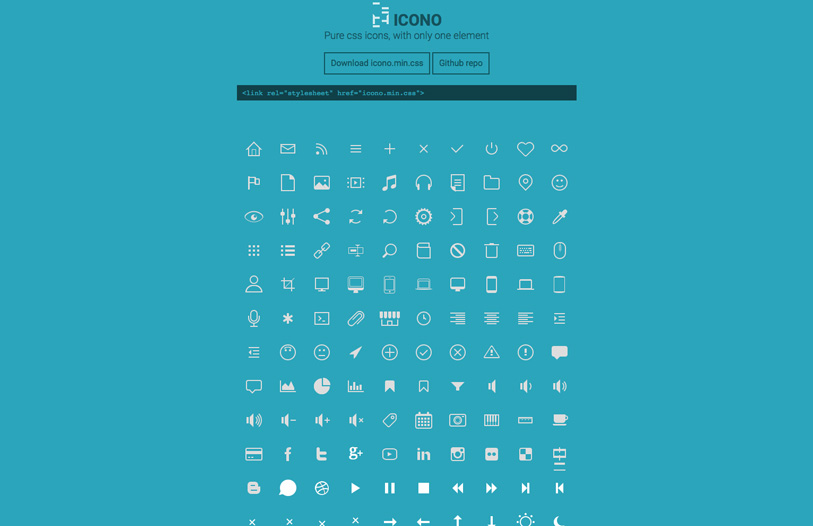 ICONO
Pure css icons, with only one element
Download icono.min.css
Github repo
<link rel="stylesheet" href="icono.min.css">